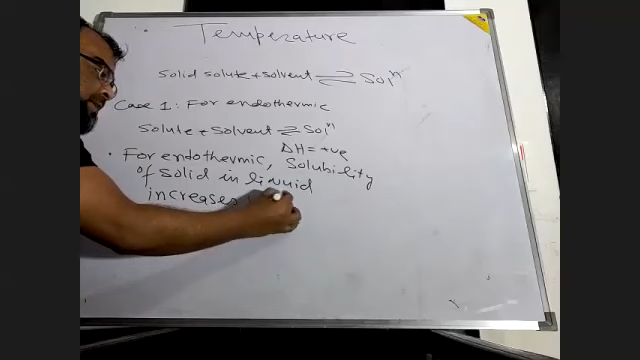 Temperature
Solid solute + solvent ⇌ Solⁿ
Case 1: For endothermic
Solute + Solvent ⇌ Solⁿ
ΔH = +ve
• For endothermic, Solubility
of solid in liquid
increases